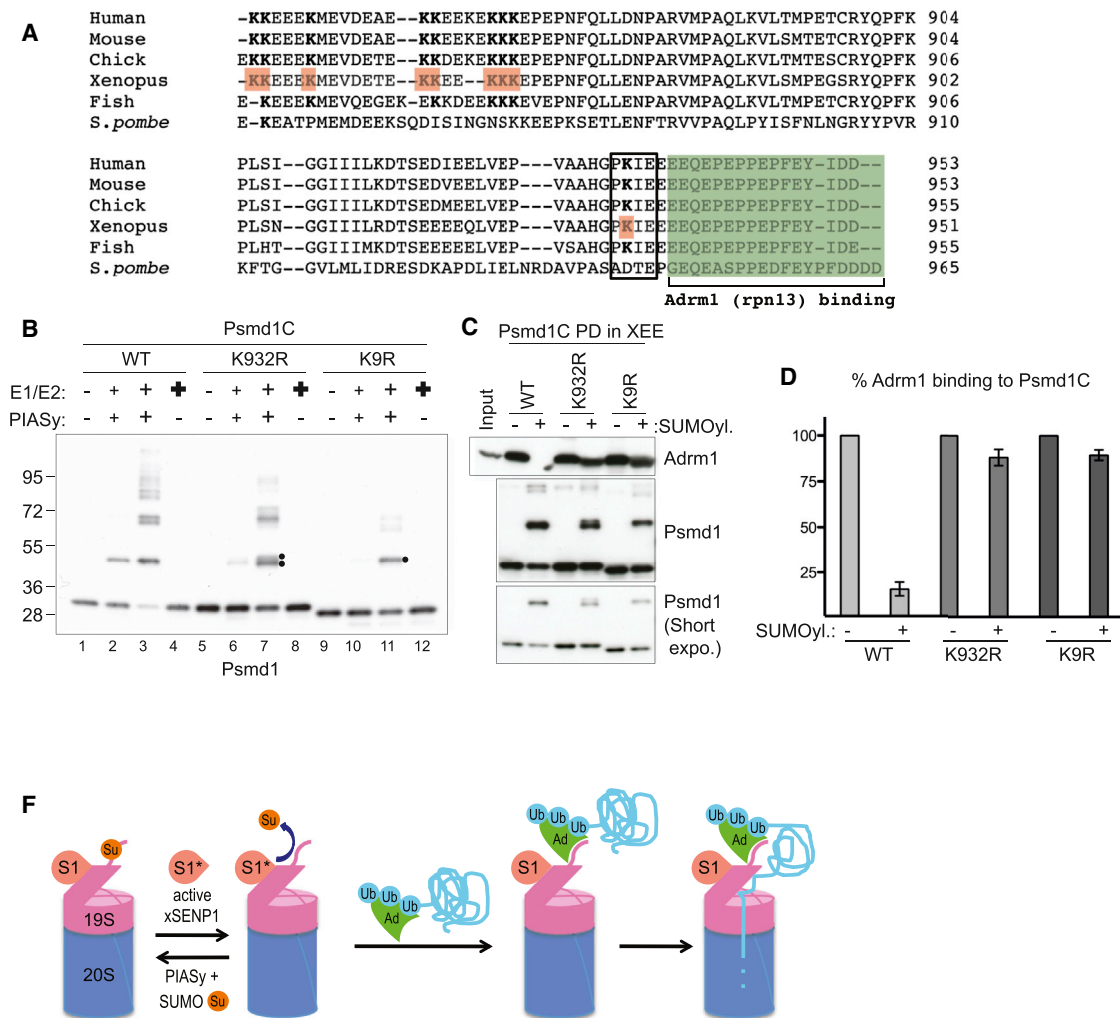 A
Human -KKEEEKMEVDEAE--KKEEKEKKKEPEPNFQLLDNPARVMPAQLKVLTMPETCRYQPFK 904
Mouse -KKEEEKMEVDEAE--KKEEKEKKKEPEPNFQLLDNPARVMPAQLKVLTMTETCRYQPFK 904
Chick EKKEEEKMEVDETE--KKEEKEKKKEPEPNFQLLENPARVMPAQLKVLTMTETCRYQPFK 906
Xenopus -KKEEEKMEVDETE--KKEE--KKKEPEPNFQLLENPARVMPAQLKVLSMPEGSRYQPFK 902
Fish E-KEEEKMEVQEGEK-EKKDEEKKKEVEPNFQLLENPARVMPAQLKVLTMPESCRYQPFK 906
S.pombe E-KEATPMEMDEEKSQDISINGNSKKEEPKSETLENFTRVVPAQLPYISFNLNGRYYPVR 910
Human PLSI--GGIIILKDTSEDIEELVEP---VAAHGPKIEEEEQEPEPPEPFEY-IDD-- 953
Mouse PLSI--GGIIILKDTSEDVEELVEP---VAAHGPKIEEEEQEPEPPEPFEY-IDD-- 953
Chick PLSI--GGIIILKDTSEDMEELVEP---VAAHGPKIEEEEQEPEPPEPFEY-IDD-- 955
Xenopus PLSN--GGIIILRDTSEEEEQLVEP---VAAHGPKIEEEEQEPEPPEPFEY-IDD-- 951
Fish PLHT--GGIIIMKDTSEEEEELVEP---VSAHGPKIEEEEQEPEPPEPFEY-IDE-- 955
S.pombe KFTG--GVLMLIDRESDKAPDLIELNRDAVPASADTEPGEQEASPPEDFEYPFDDDD 965
Adrm1 (rpn13) binding
B
Psmd1C
WT K932R K9R
E1/E2: - + + + - + + + - + + +
PIASy: - + + - - + + - - + + -
95
72
55
36
28
1 2 3 4 5 6 7 8 9 10 11 12
Psmd1
C
Psmd1C PD in XEE
Input WT K932R K9R
- + - + - + :SUMOyl.
Adrm1
Psmd1
Psmd1
(Short
expo.)
D
% Adrm1 binding to Psmd1C
100
75
50
25
SUMOyl.: - + - + - +
WT K932R K9R
F
S1 Su
19S
20S
S1*
active
xSENP1
PIASy +
SUMO Su
Su
S1*
Ub Ub Ub
Ad
Ub Ub Ub
Ad
S1
Ub Ub Ub
Ad
S1